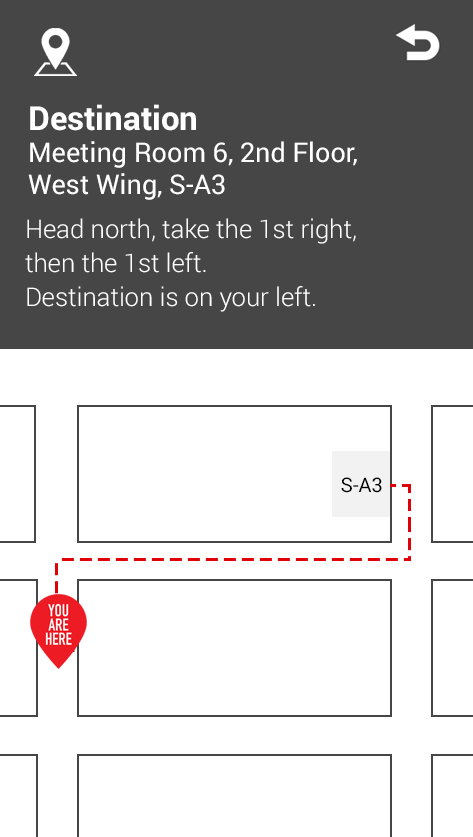 Destination
Meeting Room 6, 2nd Floor,
West Wing, S-A3
Head north, take the 1st right,
then the 1st left.
Destination is on your left.
S-A3
YOU
ARE
HERE